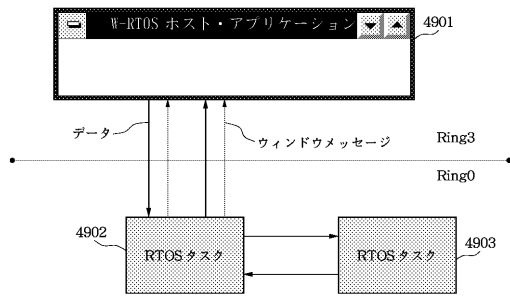 W-RTOS ホスト・アプリケーション
4901
データ
ウィンドウメッセージ
Ring3
Ring0
4902
RTOSタスク
RTOSタスク
4903